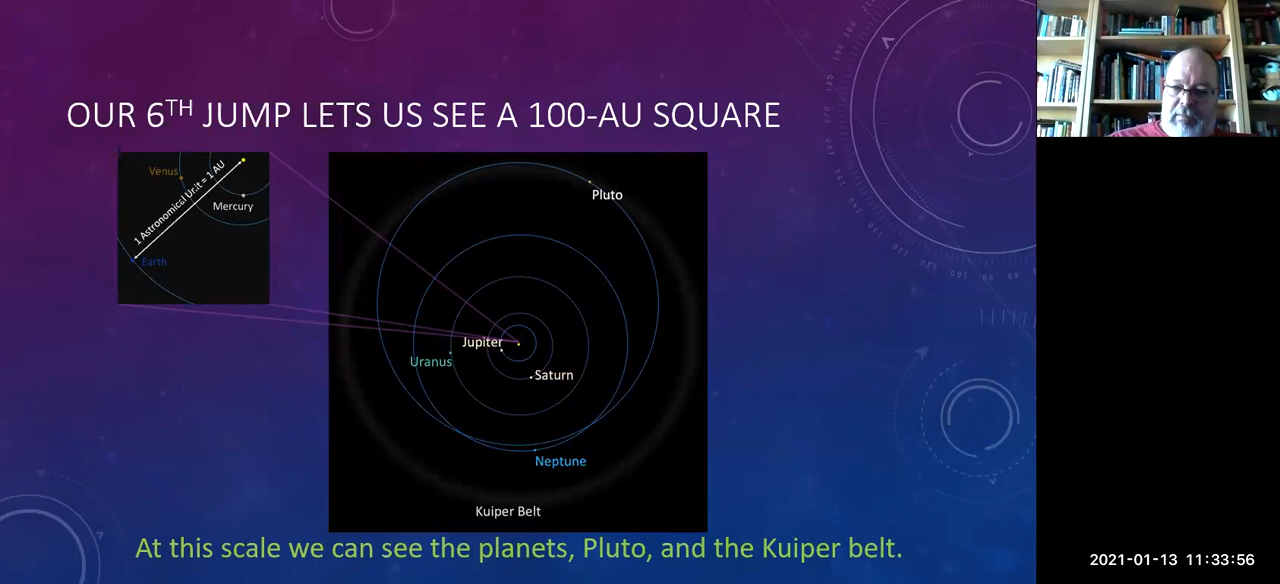 OUR 6TH JUMP LETS US SEE A 100-AU SQUARE
Venus
1 Astronomical Unit = 1 AU
Mercury
Earth
Pluto
Jupiter
Uranus
Saturn
Neptune
Kuiper Belt
At this scale we can see the planets, Pluto, and the Kuiper belt.
2021-01-13 11:33:56